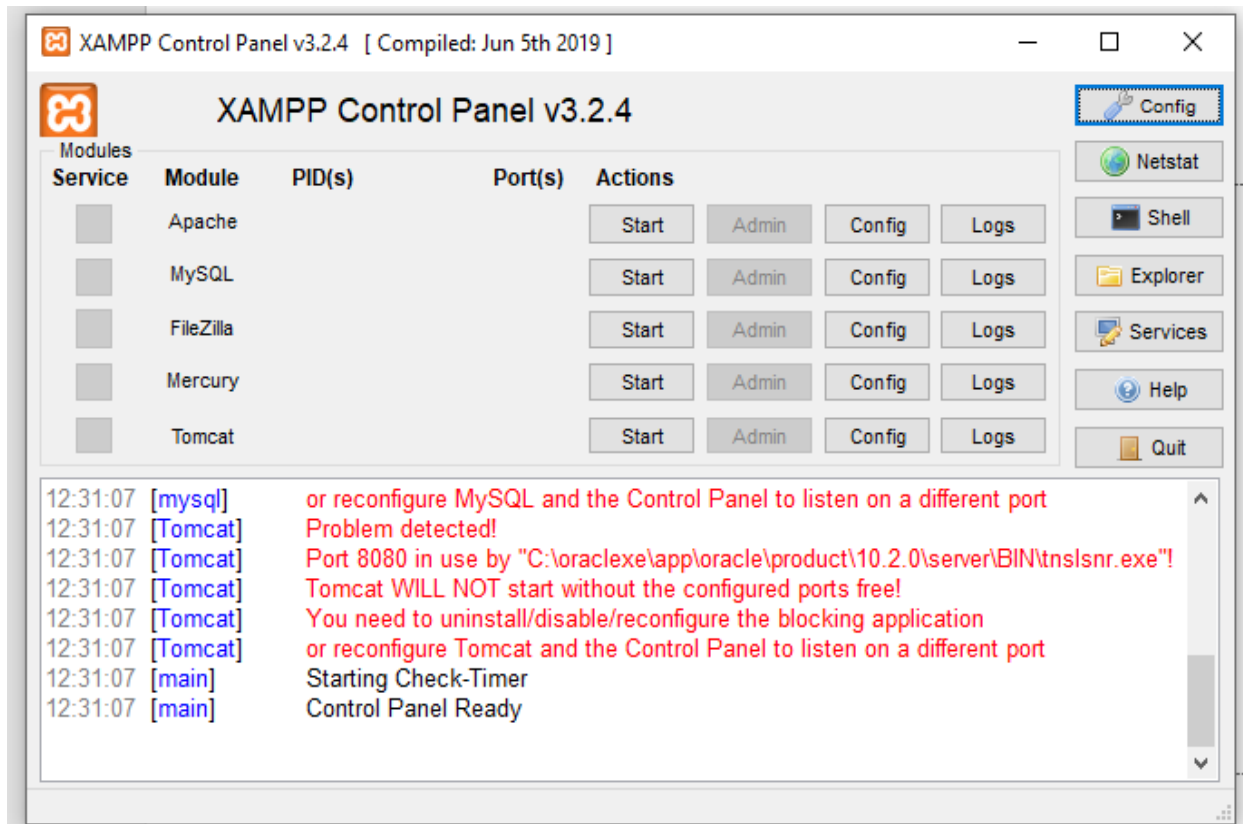 XAMPP Control Panel v3.2.4 [ Compiled: Jun 5th 2019 ]
XAMPP Control Panel v3.2.4
Config
Modules
Service Module PID(s) Port(s) Actions
Netstat
Apache Start Admin Config Logs
Shell
MySQL Start Admin Config Logs
Explorer
FileZilla Start Admin Config Logs
Services
Mercury Start Admin Config Logs
Help
Tomcat Start Admin Config Logs
Quit
12:31:07 [mysql] or reconfigure MySQL and the Control Panel to listen on a different port
12:31:07 [Tomcat] Problem detected!
12:31:07 [Tomcat] Port 8080 in use by "C:\oraclexe\app\oracle\product\10.2.0\server\BIN\tnslsnr.exe"!
12:31:07 [Tomcat] Tomcat WILL NOT start without the configured ports free!
12:31:07 [Tomcat] You need to uninstall/disable/reconfigure the blocking application
12:31:07 [Tomcat] or reconfigure Tomcat and the Control Panel to listen on a different port
12:31:07 [main] Starting Check-Timer
12:31:07 [main] Control Panel Ready